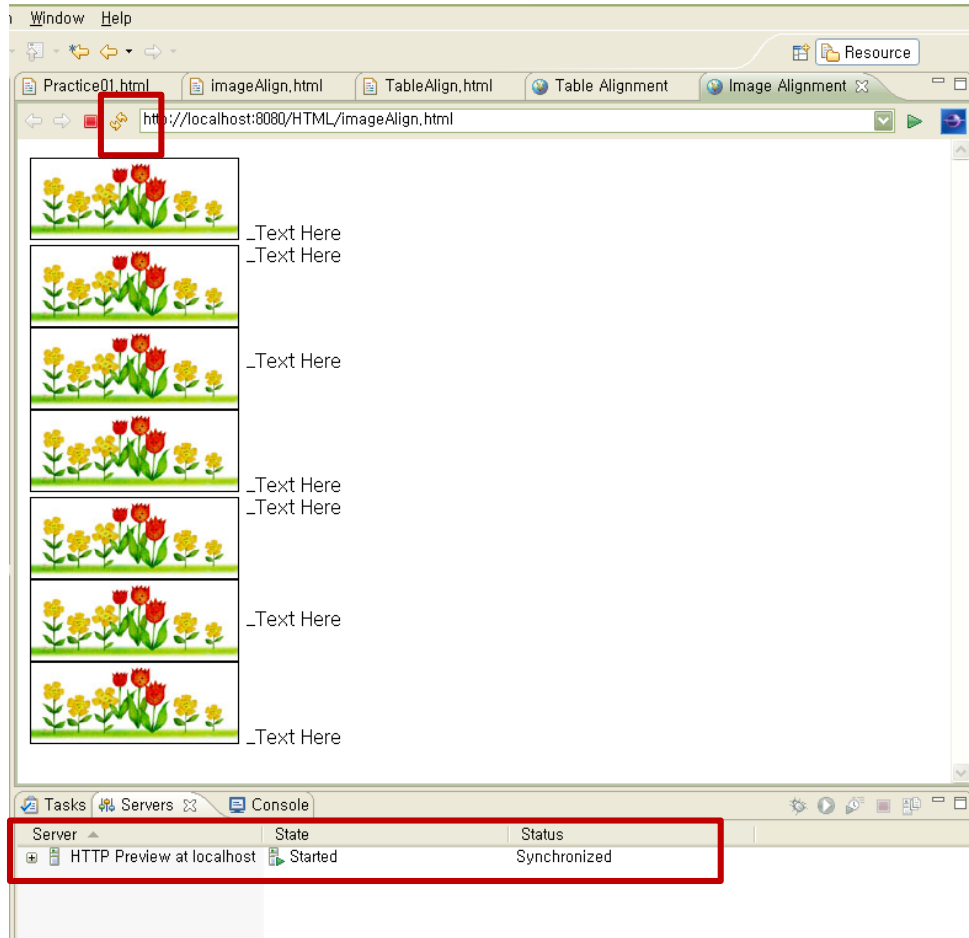 Window Help
Resource
Practice01.html imageAlign.html TableAlign.html Table Alignment Image Alignment
http://localhost:8080/HTML/imageAlign.html
_Text Here
_Text Here
_Text Here
_Text Here
_Text Here
_Text Here
_Text Here
Tasks Servers Console
Server State Status
HTTP Preview at localhost Started Synchronized